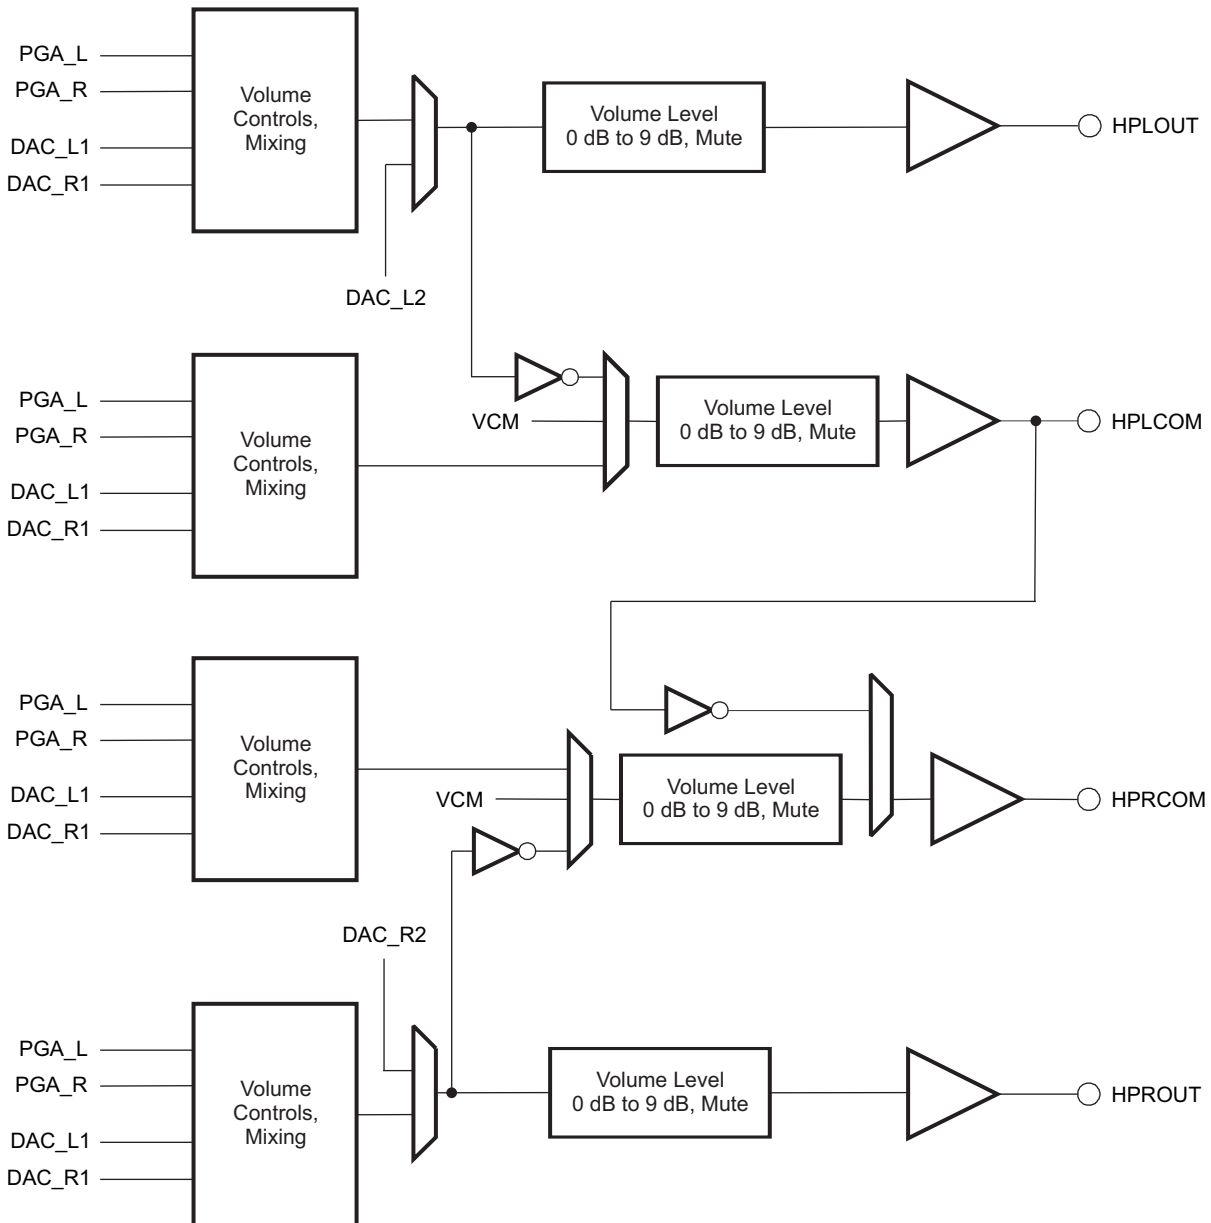 PGA_L
PGA_R
DAC_L1
DAC_R1
Volume
Controls,
Mixing
DAC_L2
Volume Level
0 dB to 9 dB, Mute
HPLOUT
PGA_L
PGA_R
DAC_L1
DAC_R1
Volume
Controls,
Mixing
VCM
Volume Level
0 dB to 9 dB, Mute
HPLCOM
PGA_L
PGA_R
DAC_L1
DAC_R1
Volume
Controls,
Mixing
VCM
Volume Level
0 dB to 9 dB, Mute
HPRCOM
DAC_R2
PGA_L
PGA_R
DAC_L1
DAC_R1
Volume
Controls,
Mixing
Volume Level
0 dB to 9 dB, Mute
HPROUT